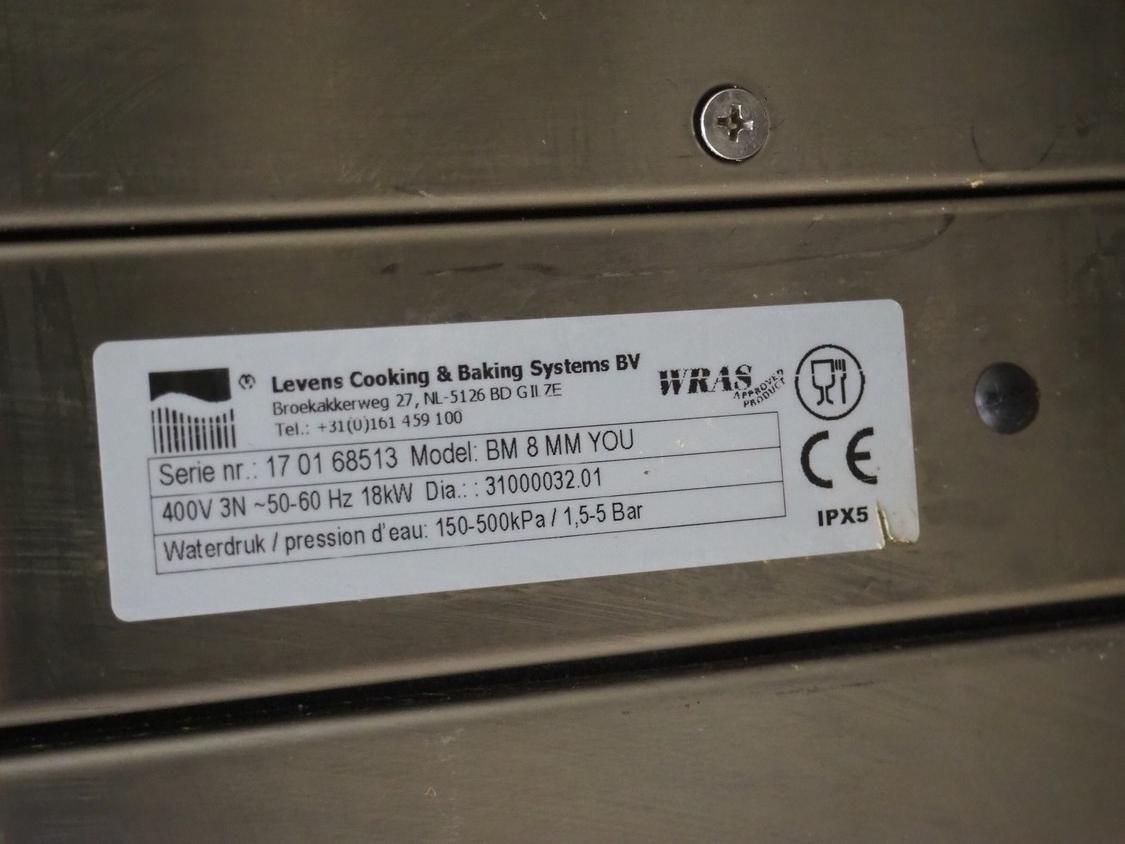 Levens Cooking & Baking Systems BV
Broekakkerweg 27, NL-5126 BD GILZE
Tel.: +31(0)161 459 100
WRAS APPROVED PRODUCT
Serie nr.: 17 01 68513 Model: BM 8 MM YOU
400V 3N ~50-60 Hz 18kW Dia.: : 31000032.01
Waterdruk / pression d'eau: 150-500kPa / 1,5-5 Bar
CE
IPX5